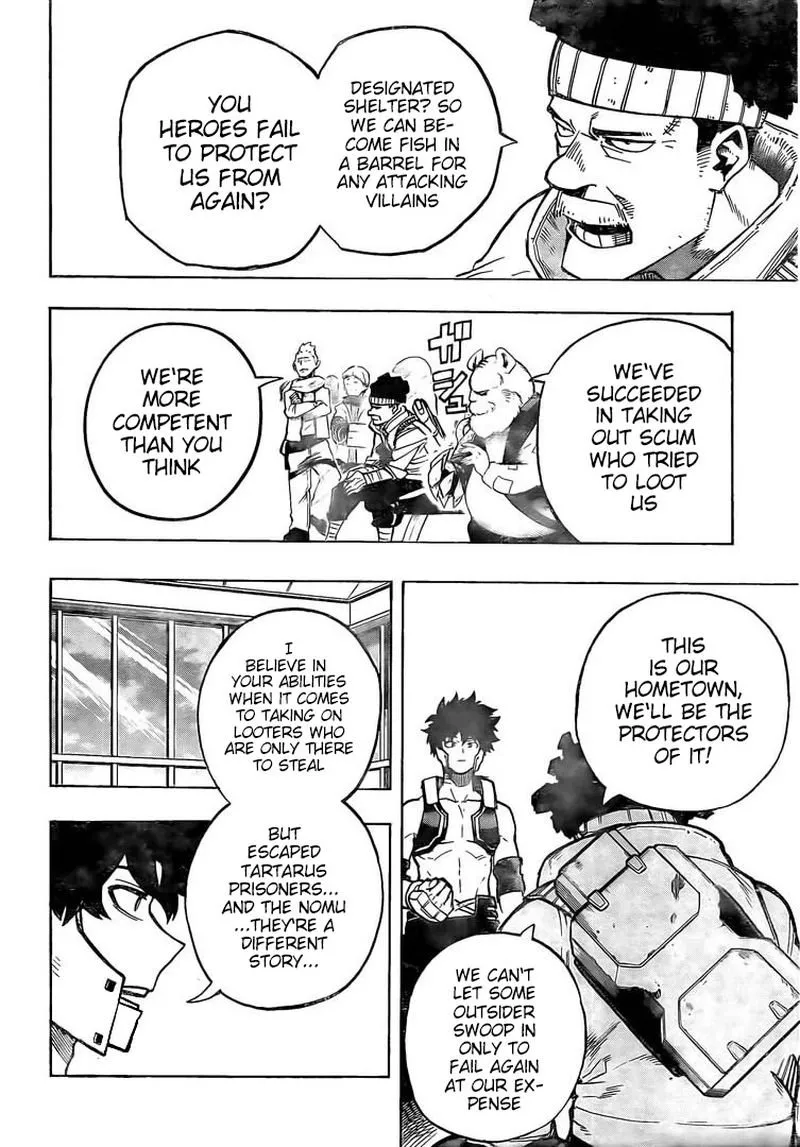 DESIGNATED
SHELTER? SO
WE CAN BE-
COME FISH IN
A BARREL FOR
ANY ATTACKING
VILLAINS
YOU
HEROES FAIL
TO PROTECT
US FROM
AGAIN?
WE'VE
SUCCEEDED
IN TAKING
OUT SCUM
WHO TRIED
TO LOOT
US
ガシュ
WE'RE
MORE
COMPETENT
THAN YOU
THINK
THIS
IS OUR
HOMETOWN,
WE'LL BE THE
PROTECTORS
OF IT!
WE CAN'T
LET SOME
OUTSIDER
SWOOP IN
ONLY TO
FAIL AGAIN
AT OUR EX-
PENSE
I
BELIEVE IN
YOUR ABILITIES
WHEN IT COMES
TO TAKING ON
LOOTERS WHO
ARE ONLY THERE
TO STEAL
BUT
ESCAPED
TARTARUS
PRISONERS...
AND THE NOMU
...THEY'RE A
DIFFERENT
STORY...